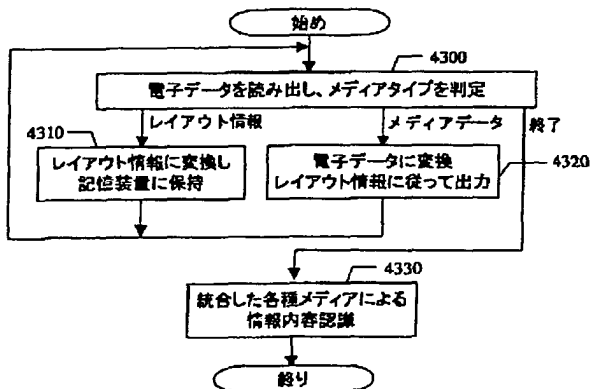 始め
4300
電子データを読み出し、メディアタイプを判定
4310
レイアウト情報
メディアデータ
終了
レイアウト情報に変換し
記憶装量に保持
電子データに変換
レイアウト情報に従って出力
4320
4330
統合した各種メディアによる
情報内容認識
終り